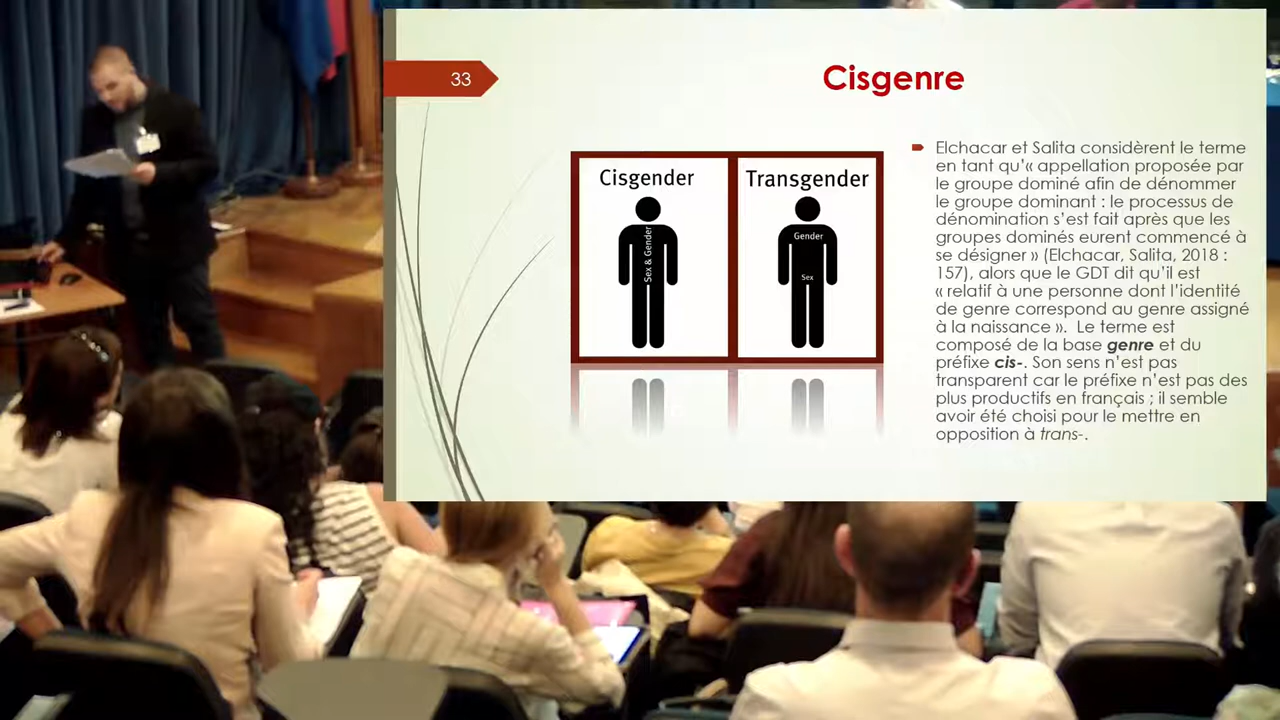 33
Cisgenre
Cisgender
Sex & Gender
Transgender
Gender
Sex
Elchacar et Salita considèrent le terme
en tant qu'« appellation proposée par
le groupe dominé afin de dénommer
le groupe dominant : le processus de
dénomination s'est fait après que les
groupes dominés eurent commencé à
se désigner » (Elchacar, Salita, 2018 :
157), alors que le GDT dit qu'il est
« relatif à une personne dont l'identité
de genre correspond au genre assigné
à la naissance ». Le terme est
composé de la base genre et du
préfixe cis-. Son sens n'est pas
transparent car le préfixe n'est pas des
plus productifs en français ; il semble
avoir été choisi pour le mettre en
opposition à trans-.